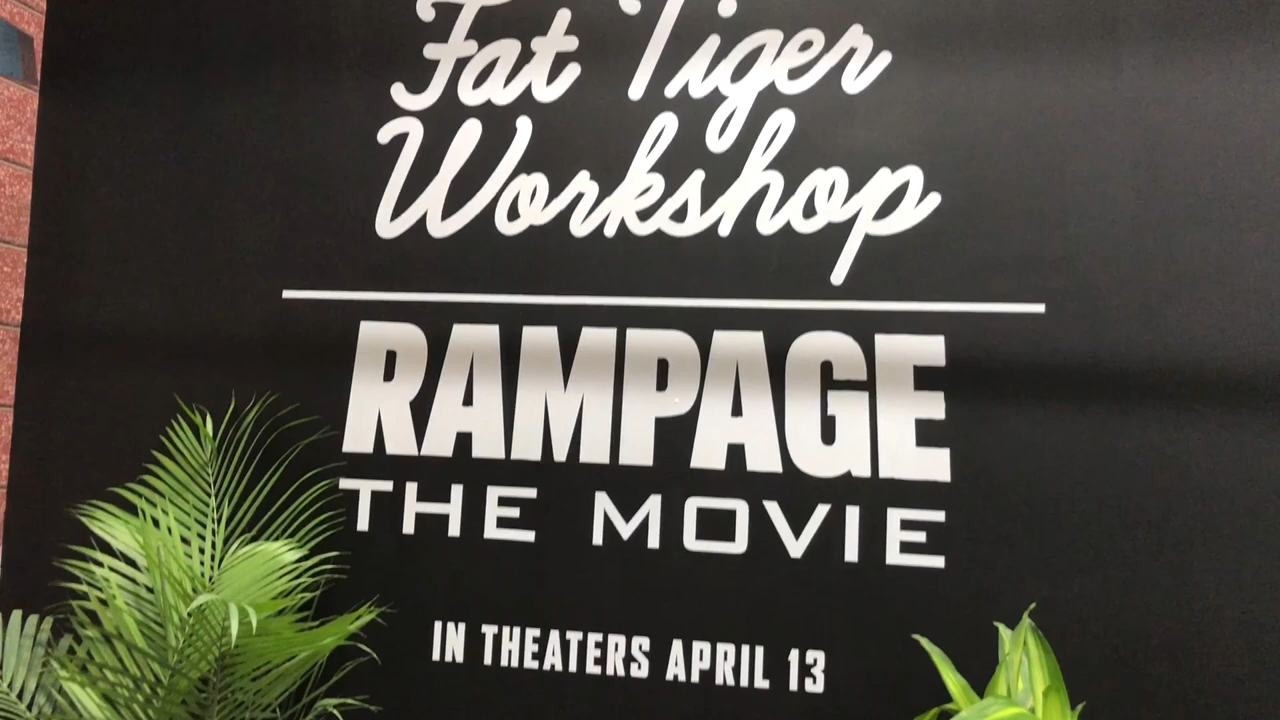 Fat Tiger
Workshop
RAMPAGE
THE MOVIE
IN THEATERS APRIL 13